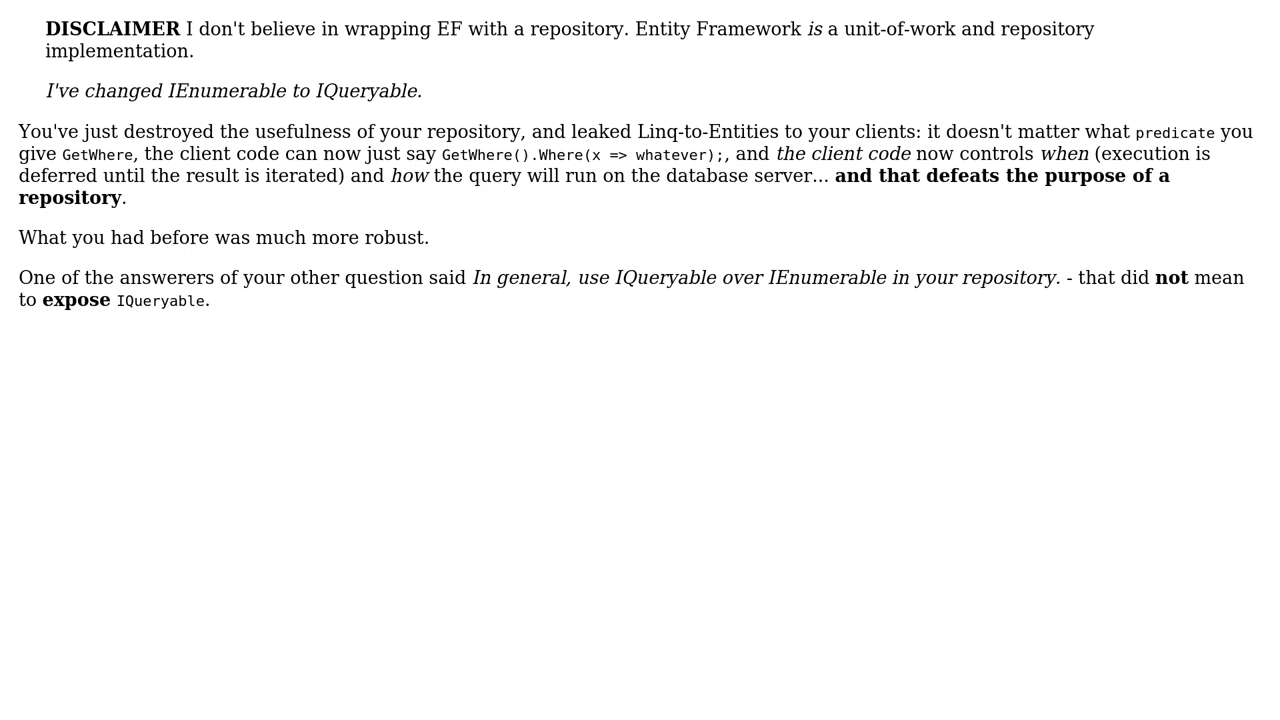 DISCLAIMER I don't believe in wrapping EF with a repository. Entity Framework is a unit-of-work and repository
implementation.
I've changed IEnumerable to IQueryable.
You've just destroyed the usefulness of your repository, and leaked Linq-to-Entities to your clients: it doesn't matter what predicate you
give GetWhere, the client code can now just say GetWhere().Where(x => whatever);, and the client code now controls when (execution is
deferred until the result is iterated) and how the query will run on the database server... and that defeats the purpose of a
repository.
What you had before was much more robust.
One of the answerers of your other question said In general, use IQueryable over IEnumerable in your repository. - that did not mean
to expose IQueryable.